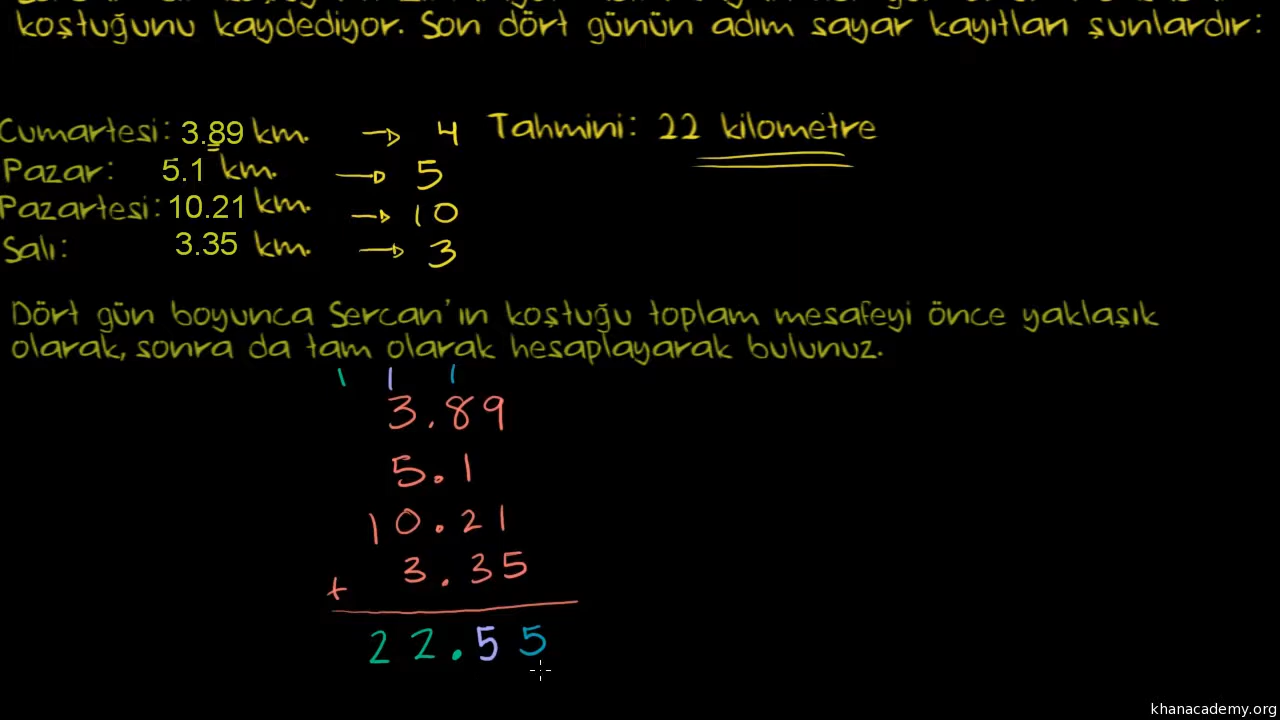 koştuğunu kaydediyor. Son dört günün adım sayar kayıtları şunlardır:
Cumartesi: 3.89 km. → 4 Tahmini: 22 kilometre
Pazar: 5.1 km. → 5
Pazartesi: 10.21 km. → 10
Salı: 3.35 km. → 3
Dört gün boyunca Sercan'ın koştuğu toplam mesafeyi önce yaklaşık
olarak, sonra da tam olarak hesaplayarak bulunuz.
1 1 1
3.89
5.1
10.21
+ 3.35
22.55
khanacademy.org